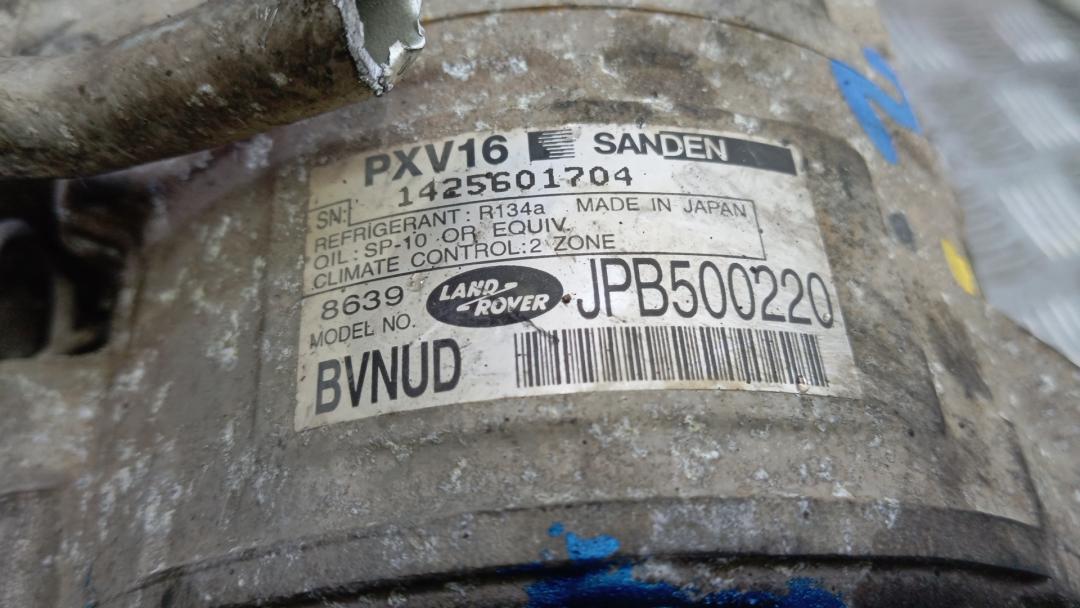 PXV16 SANDEN
SN: 1425601704
REFRIGERANT: R134a MADE IN JAPAN
OIL: SP-10 OR EQUIV.
CLIMATE CONTROL: 2 ZONE
8639 LAND ROVER JPB500220
MODEL NO.
BVNUD
N